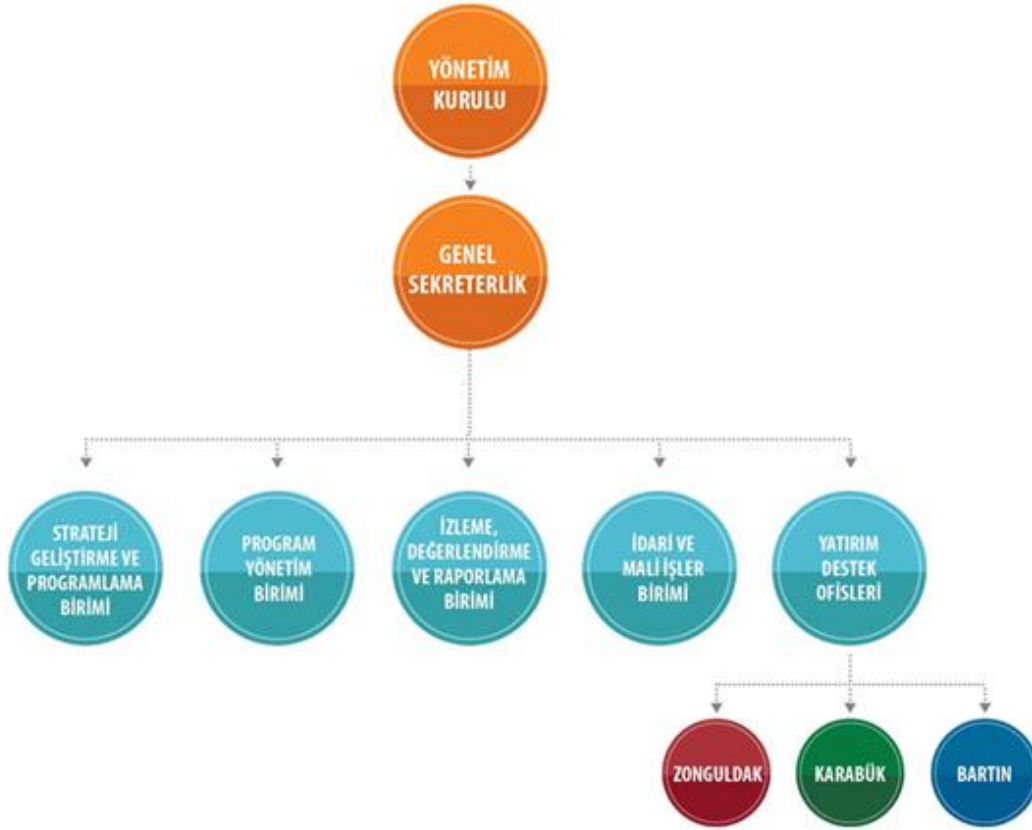 YÖNETİM
KURULU
GENEL
SEKRETERLİK
STRATEJİ
GELİŞTİRME VE
PROGRAMLAMA
BİRİMİ
PROGRAM
YÖNETİM
BİRİMİ
İZLEME,
DEĞERLENDİRME
VE RAPORLAMA
BİRİMİ
İDARİ VE
MALİ İŞLER
BİRİMİ
YATIRIM
DESTEK
OFİSLERİ
ZONGULDAK
KARABÜK
BARTIN